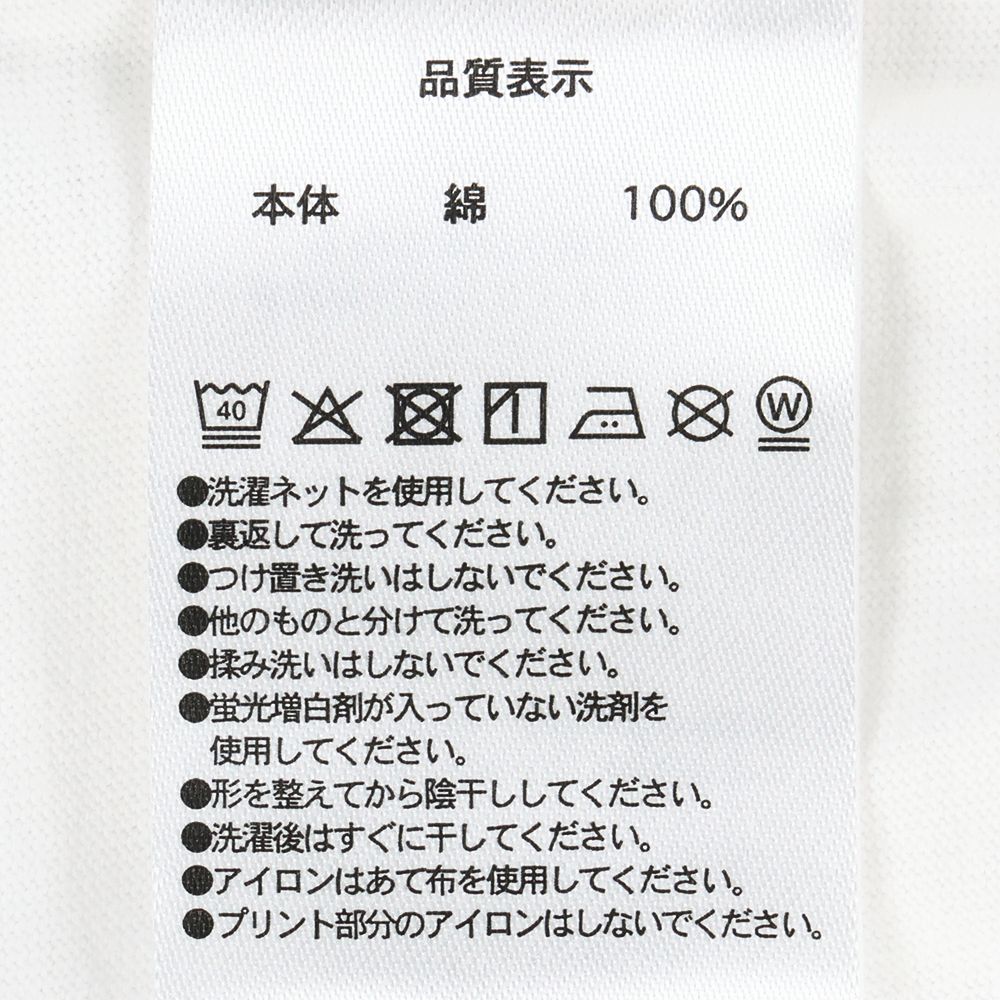 品質表示
本体 綿 100%
40 W
●洗濯ネットを使用してください。
●裏返して洗ってください。
●つけ置き洗いはしないでください。
●他のものと分けて洗ってください。
●揉み洗いはしないでください。
●蛍光増白剤が入っていない洗剤を
使用してください。
●形を整えてから陰干ししてください。
●洗濯後はすぐに干してください。
●アイロンはあて布を使用してください。
●プリント部分のアイロンはしないでください。